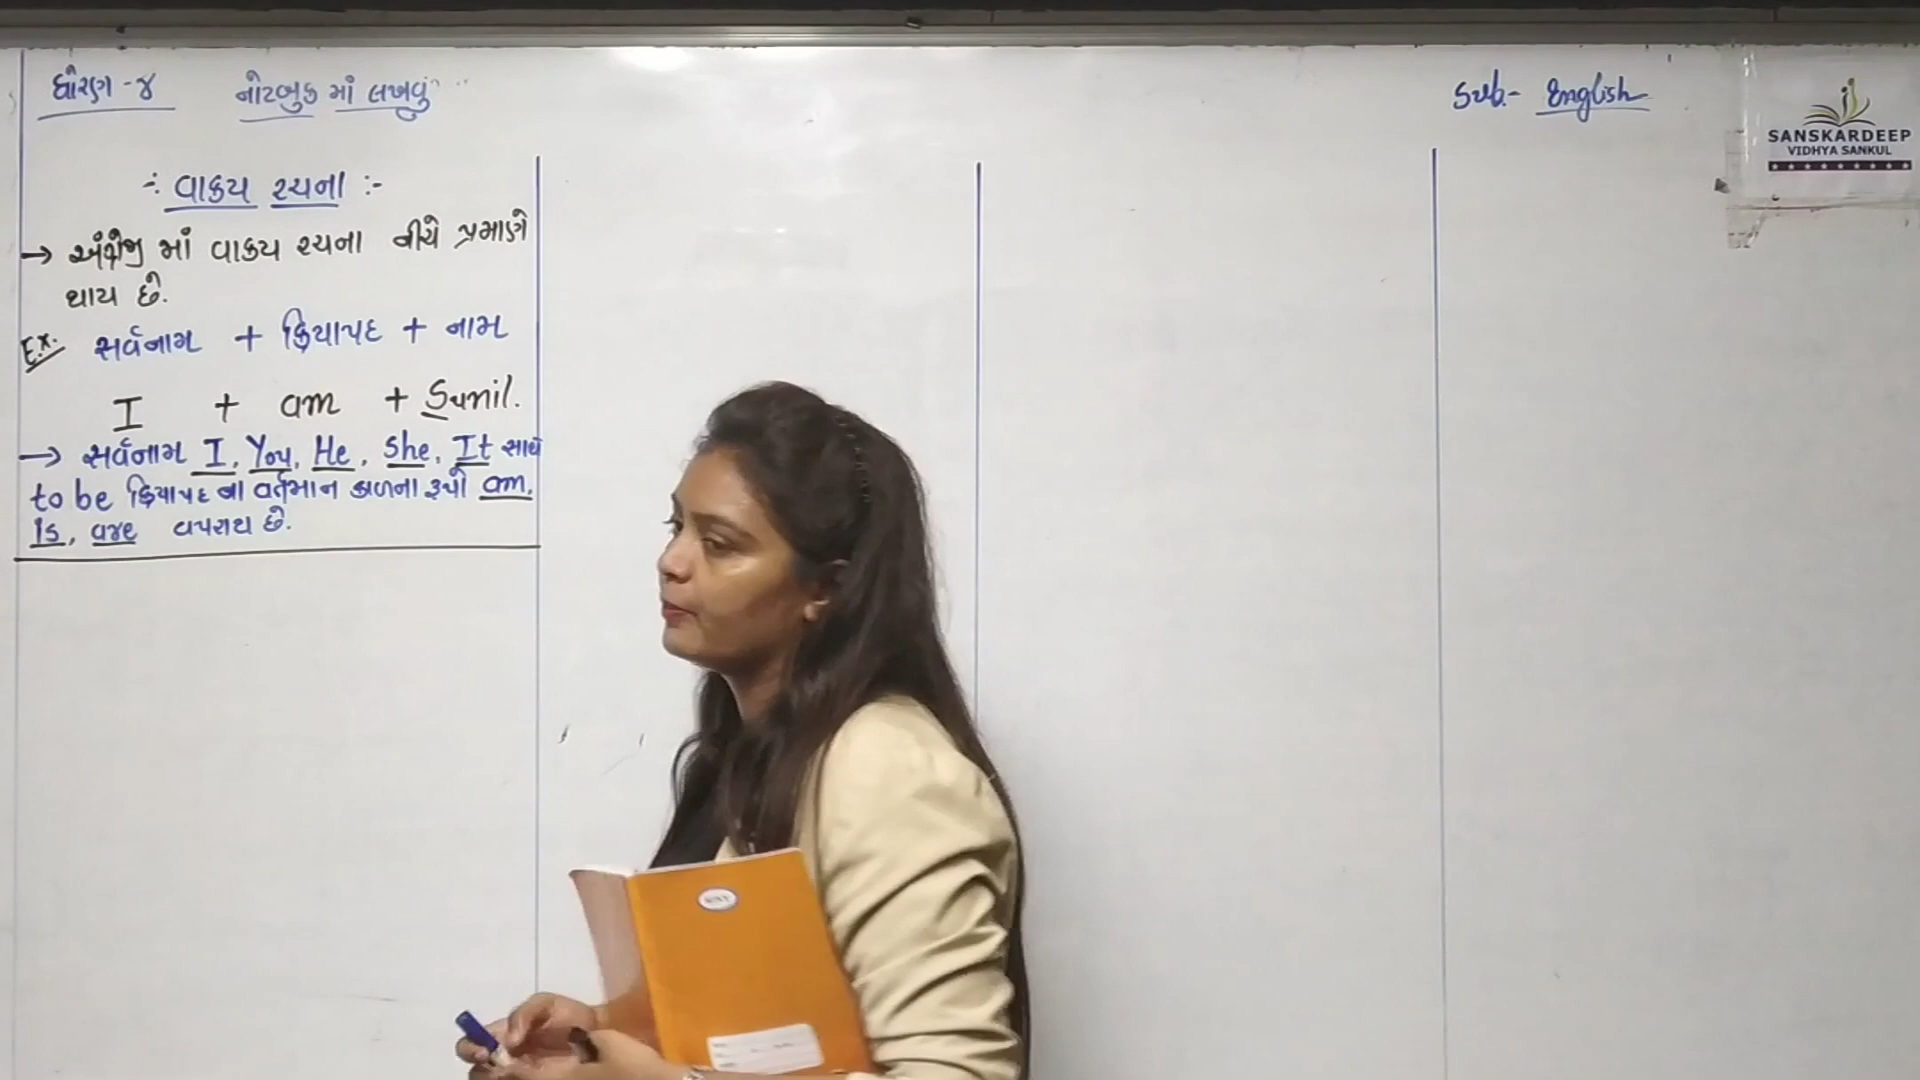 ધોરણ - ૪
નોટબુક માં લખવું
Sub.- English
SANSKARDEEP
VIDHYA SANKUL
-: વાક્ય રચના :-
→ અંગ્રેજી માં વાક્ય રચના નીચે પ્રમાણે
થાય છે.
Ex. સર્વનામ + ક્રિયાપદ + નામ
I + am + Sunil.
→ સર્વનામ I, You, He, She, It સાથે
to be ક્રિયાપદ ના વર્તમાન કાળના રૂપો am,
is, are વપરાય છે.